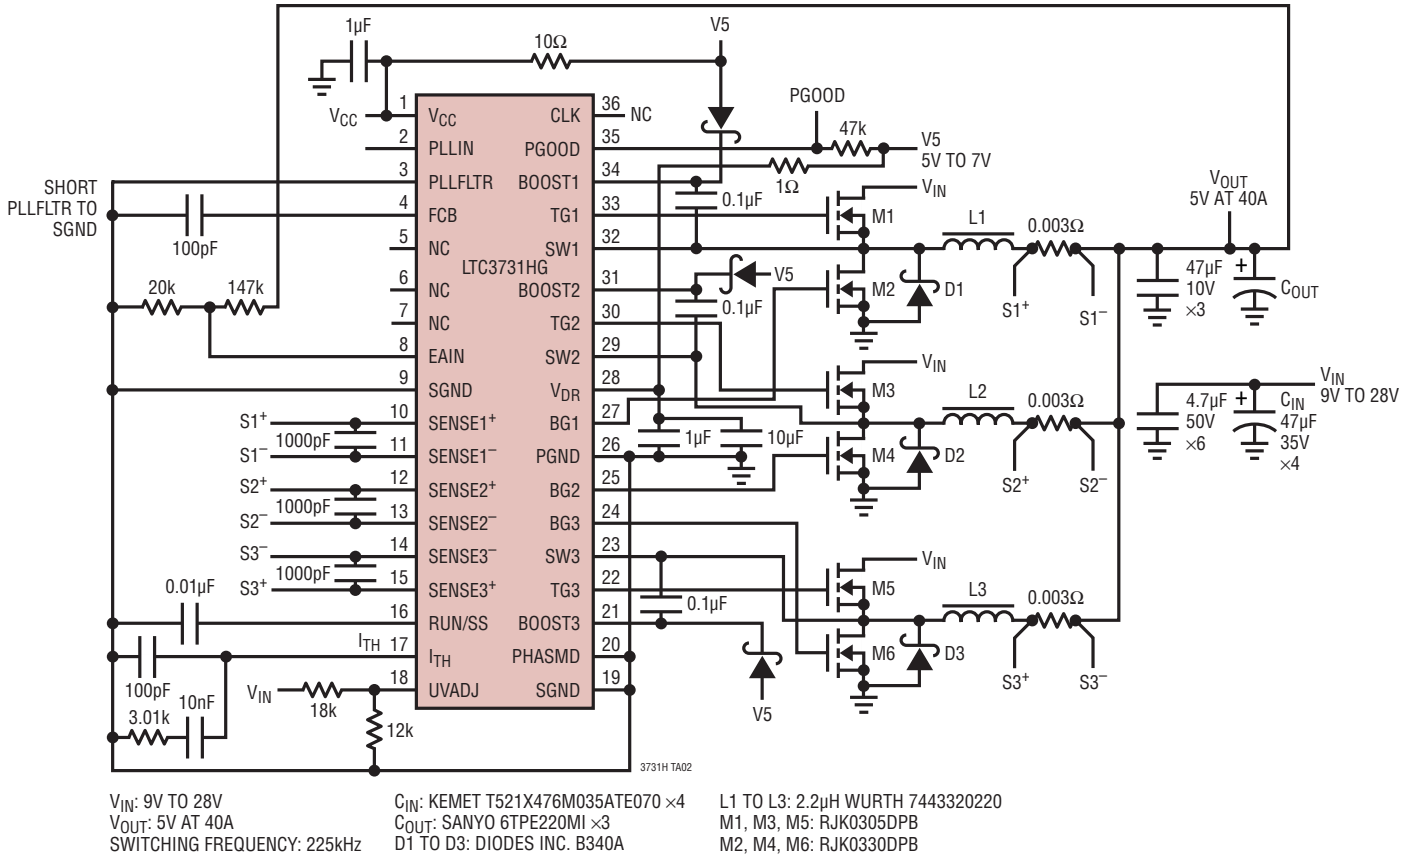 1µF
10Ω
V5
VCC
1
VCC
CLK
36
NC
PGOOD
47k
V5
5V TO 7V
2
PLLIN
PGOOD
35
1Ω
3
PLLFLTR
BOOST1
34
SHORT
PLLFLTR TO
SGND
0.1µF
VIN
VOUT
5V AT 40A
4
FCB
TG1
33
M1
L1
0.003Ω
100pF
5
NC
SW1
32
LTC3731HG
S1+
S1–
47µF
10V
×3
+
COUT
6
NC
BOOST2
31
V5
M2
D1
20k
147k
0.1µF
7
NC
TG2
30
8
EAIN
SW2
29
VIN
9
SGND
VDR
28
M3
L2
0.003Ω
VIN
9V TO 28V
4.7µF
50V
×6
+
CIN
47µF
35V
×4
S1+
10
SENSE1+
BG1
27
1000pF
1µF
10µF
S1–
11
SENSE1–
PGND
26
M4
D2
S2+
S2–
S2+
12
SENSE2+
BG2
25
1000pF
S2–
13
SENSE2–
BG3
24
S3–
14
SENSE3–
SW3
23
VIN
1000pF
S3+
15
SENSE3+
TG3
22
M5
L3
0.003Ω
0.01µF
0.1µF
16
RUN/SS
BOOST3
21
ITH
17
ITH
PHASMD
20
M6
D3
S3+
S3–
100pF
18
UVADJ
SGND
19
VIN
18k
V5
3.01k
10nF
12k
3731H TA02
VIN: 9V TO 28V
VOUT: 5V AT 40A
SWITCHING FREQUENCY: 225kHz
CIN: KEMET T521X476M035ATE070 ×4
COUT: SANYO 6TPE220MI ×3
D1 TO D3: DIODES INC. B340A
L1 TO L3: 2.2µH WURTH 7443320220
M1, M3, M5: RJK0305DPB
M2, M4, M6: RJK0330DPB